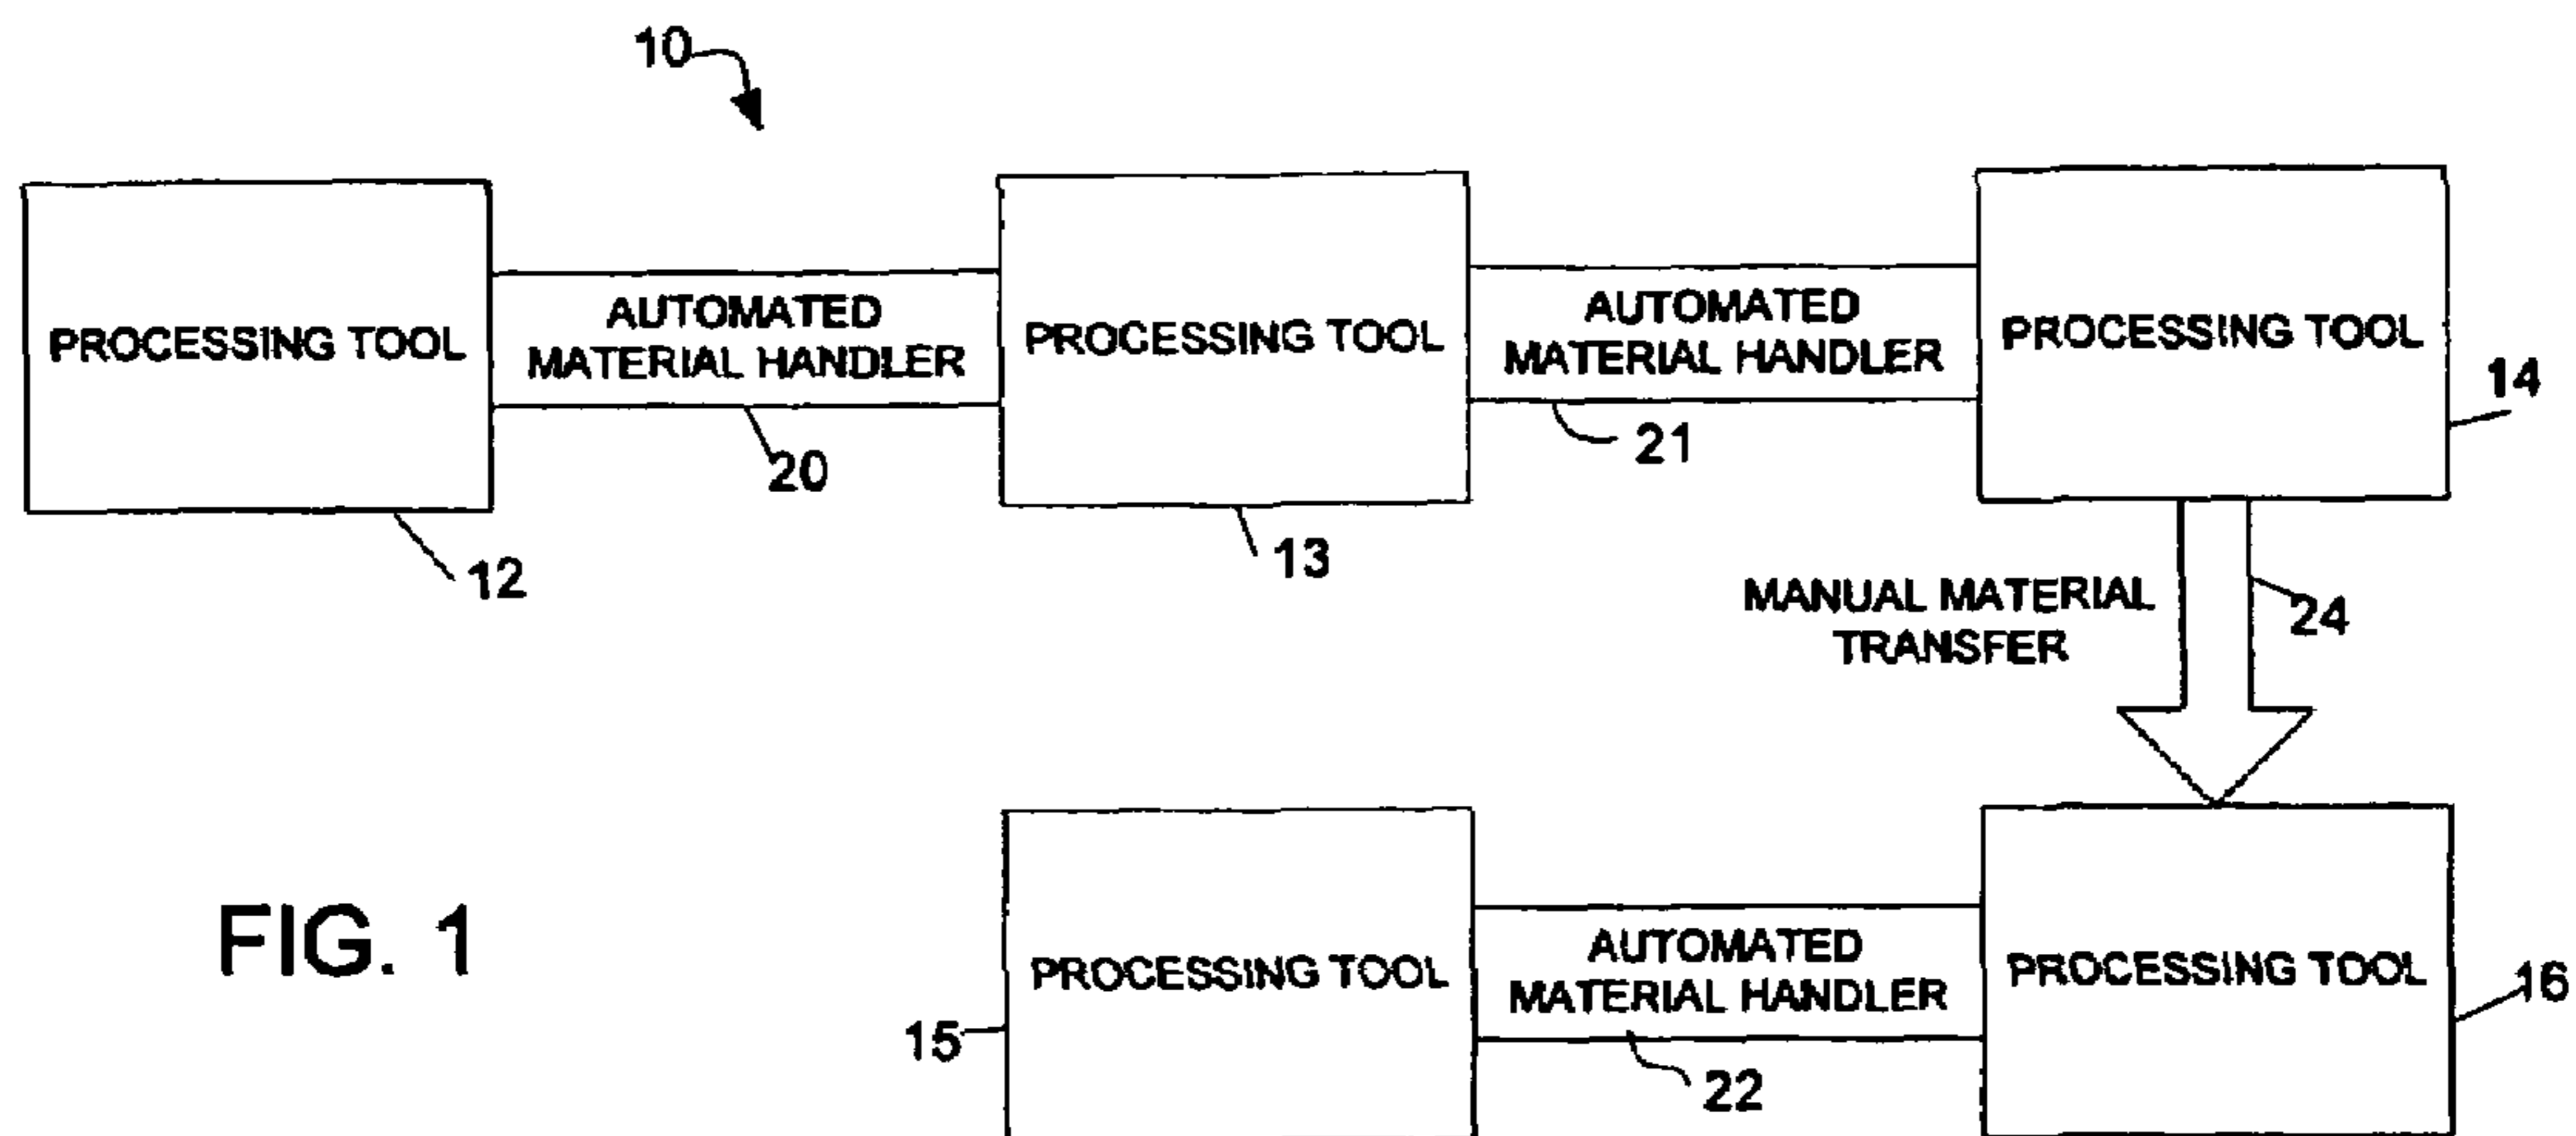 10
PROCESSING TOOL
AUTOMATED
MATERIAL HANDLER
PROCESSING TOOL
AUTOMATED
MATERIAL HANDLER
PROCESSING TOOL
14
20
21
12
13
MANUAL MATERIAL
TRANSFER
24
FIG. 1
PROCESSING TOOL
AUTOMATED
MATERIAL HANDLER
PROCESSING TOOL
16
15
22